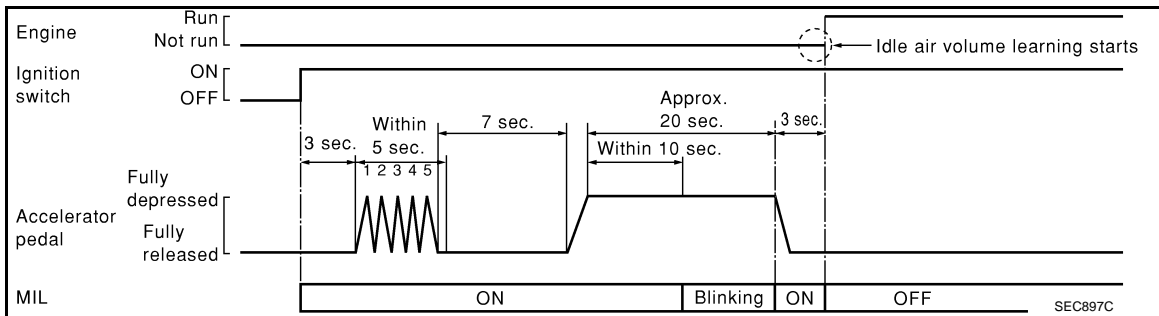 Engine
Run
Not run
Idle air volume learning starts
Ignition
switch
ON
OFF
3 sec.
Within
5 sec.
7 sec.
Approx.
20 sec.
3 sec.
Within 10 sec.
1 2 3 4 5
Accelerator
pedal
Fully
depressed
Fully
released
MIL
ON
Blinking
ON
OFF
SEC897C